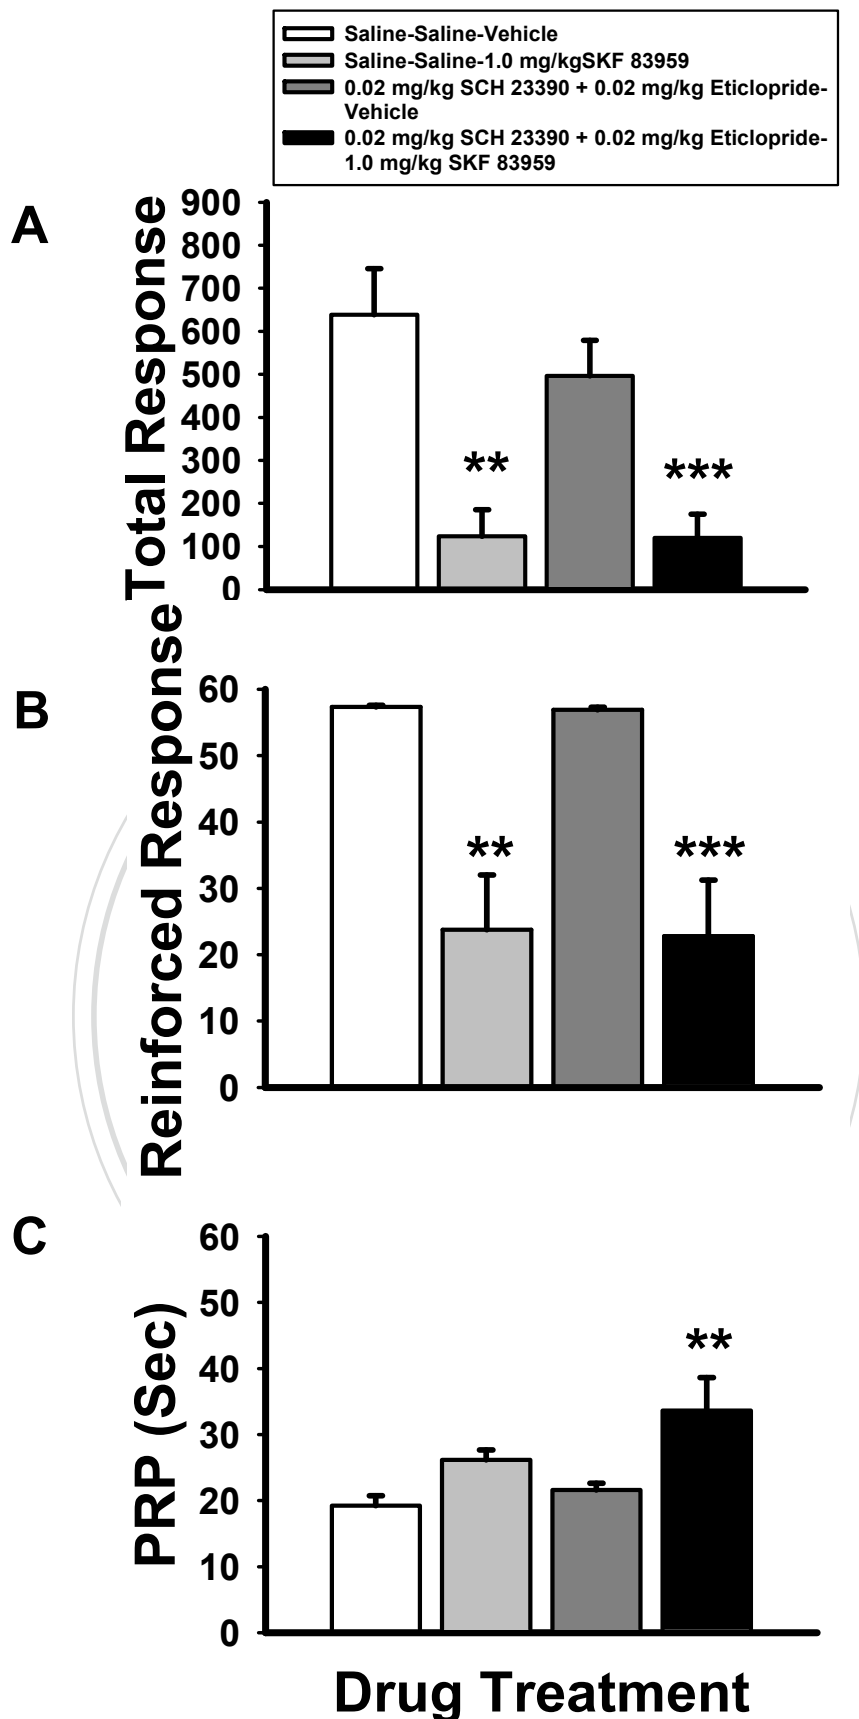 Saline-Saline-Vehicle
Saline-Saline-1.0 mg/kgSKF 83959
0.02 mg/kg SCH 23390 + 0.02 mg/kg Eticlopride-
Vehicle
0.02 mg/kg SCH 23390 + 0.02 mg/kg Eticlopride-
1.0 mg/kg SKF 83959
A
Total Response
900
800
700
600
500
400
300
200
100
0
**
***
B
Reinforced Response
60
50
40
30
20
10
0
**
***
C
PRP (Sec)
60
50
40
30
20
10
0
**
Drug Treatment